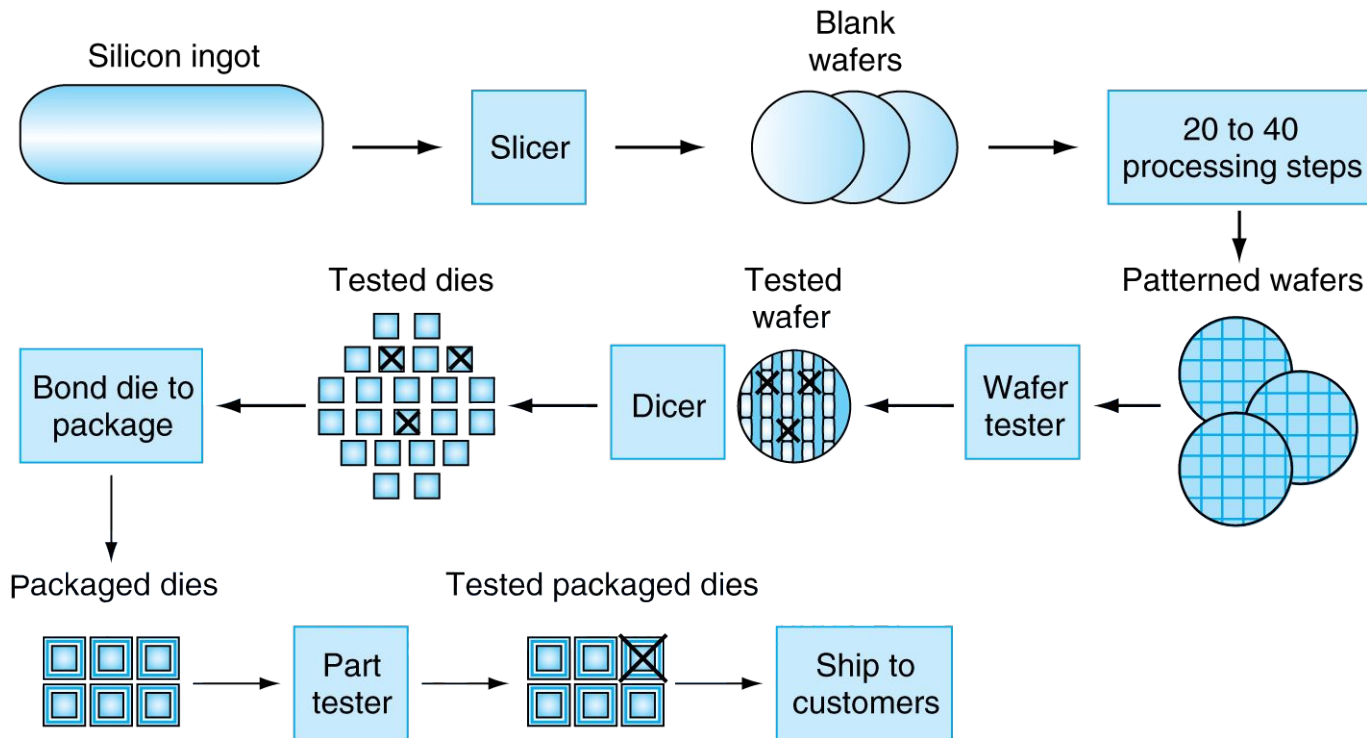 Silicon ingot
Slicer
Blank
wafers
20 to 40
processing steps
Tested dies
Tested
wafer
Patterned wafers
Bond die to
package
Dicer
Wafer
tester
Packaged dies
Tested packaged dies
Part
tester
Ship to
customers